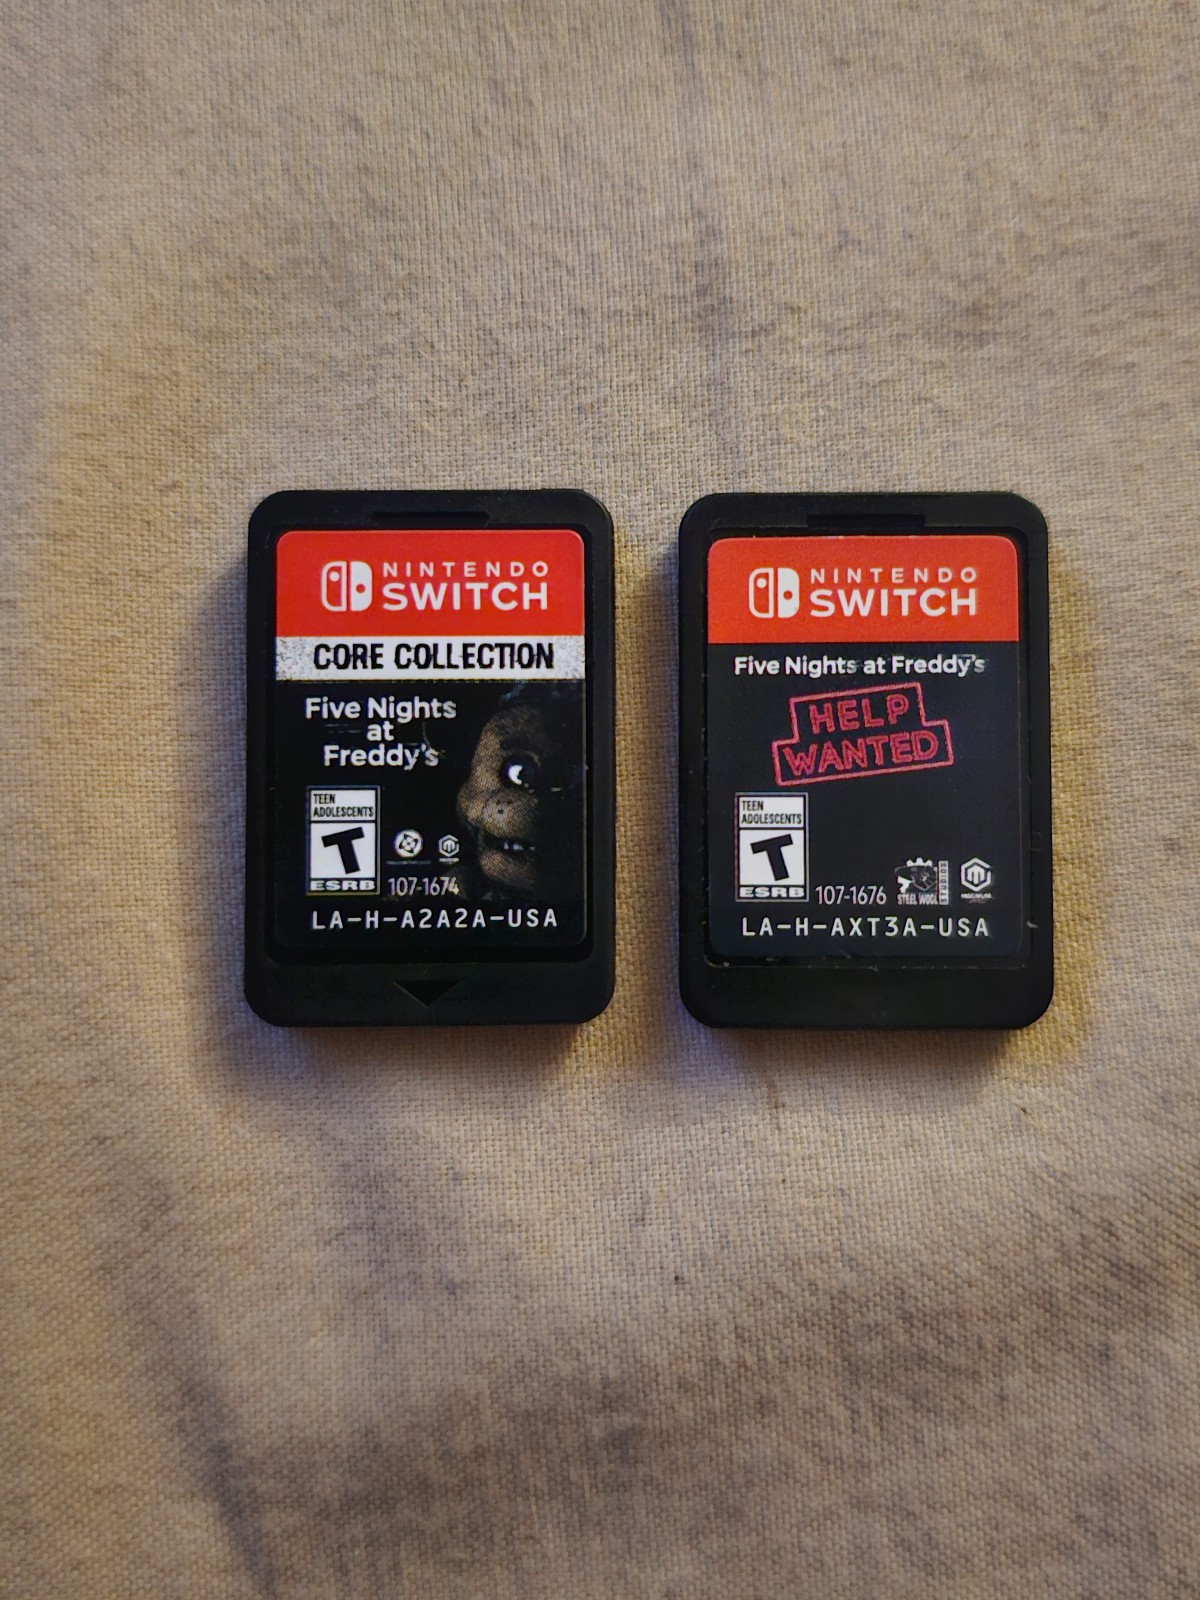 NINTENDO
SWITCH
CORE COLLECTION
Five Nights
at
Freddy's
TEEN
ADOLESCENTS
T
ESRB
107-1674
LA-H-A2A2A-USA
NINTENDO
SWITCH
Five Nights at Freddy's
HELP
WANTED
TEEN
ADOLESCENTS
T
ESRB
107-1676
STEEL WOOL
STUDIOS
LA-H-AXT3A-USA